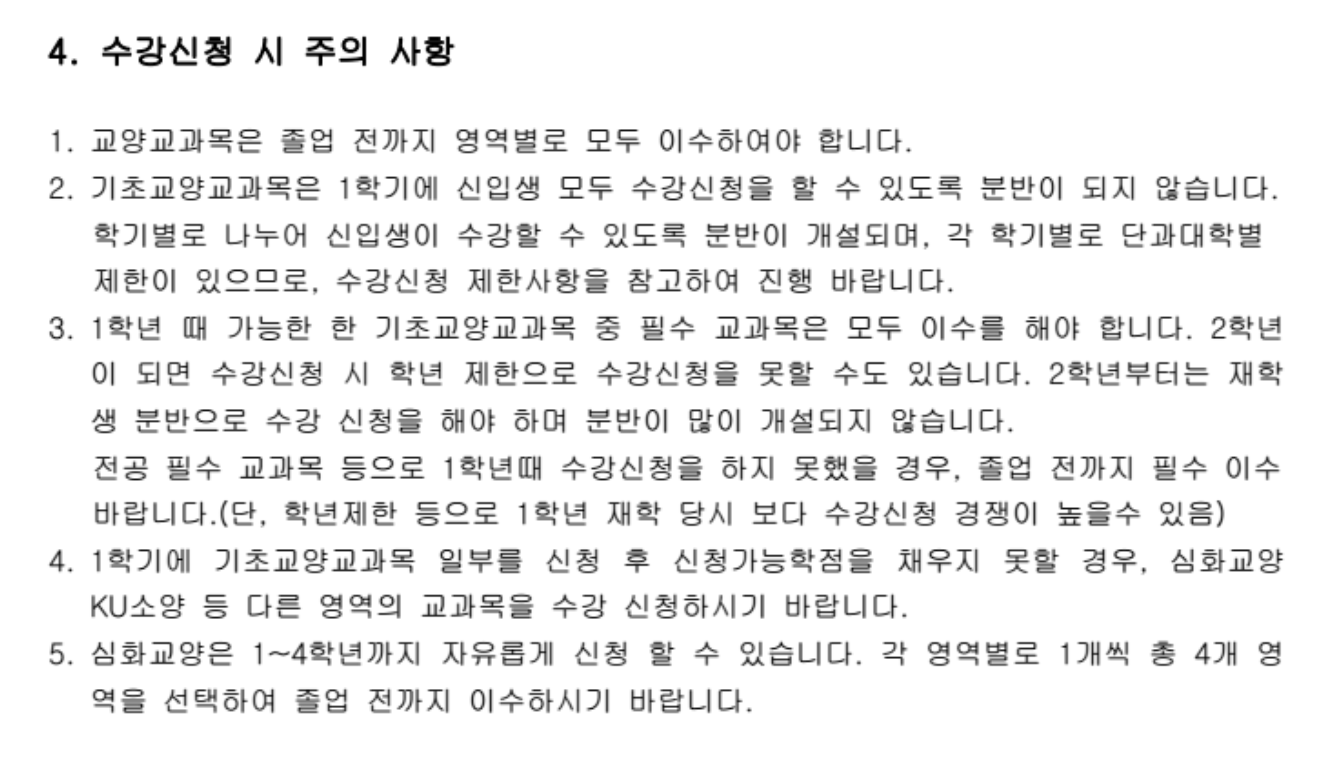 4. 수강신청 시 주의 사항
1. 교양교과목은 졸업 전까지 영역별로 모두 이수하여야 합니다.
2. 기초교양교과목은 1학기에 신입생 모두 수강신청을 할 수 있도록 분반이 되지 않습니다.
학기별로 나누어 신입생이 수강할 수 있도록 분반이 개설되며, 각 학기별로 단과대학별
제한이 있으므로, 수강신청 제한사항을 참고하여 진행 바랍니다.
3. 1학년 때 가능한 한 기초교양교과목 중 필수 교과목은 모두 이수를 해야 합니다. 2학년
이 되면 수강신청 시 학년 제한으로 수강신청을 못할 수도 있습니다. 2학년부터는 재학
생 분반으로 수강 신청을 해야 하며 분반이 많이 개설되지 않습니다.
전공 필수 교과목 등으로 1학년때 수강신청을 하지 못했을 경우, 졸업 전까지 필수 이수
바랍니다.(단, 학년제한 등으로 1학년 재학 당시 보다 수강신청 경쟁이 높을수 있음)
4. 1학기에 기초교양교과목 일부를 신청 후 신청가능학점을 채우지 못할 경우, 심화교양
KU소양 등 다른 영역의 교과목을 수강 신청하시기 바랍니다.
5. 심화교양은 1~4학년까지 자유롭게 신청 할 수 있습니다. 각 영역별로 1개씩 총 4개 영
역을 선택하여 졸업 전까지 이수하시기 바랍니다.